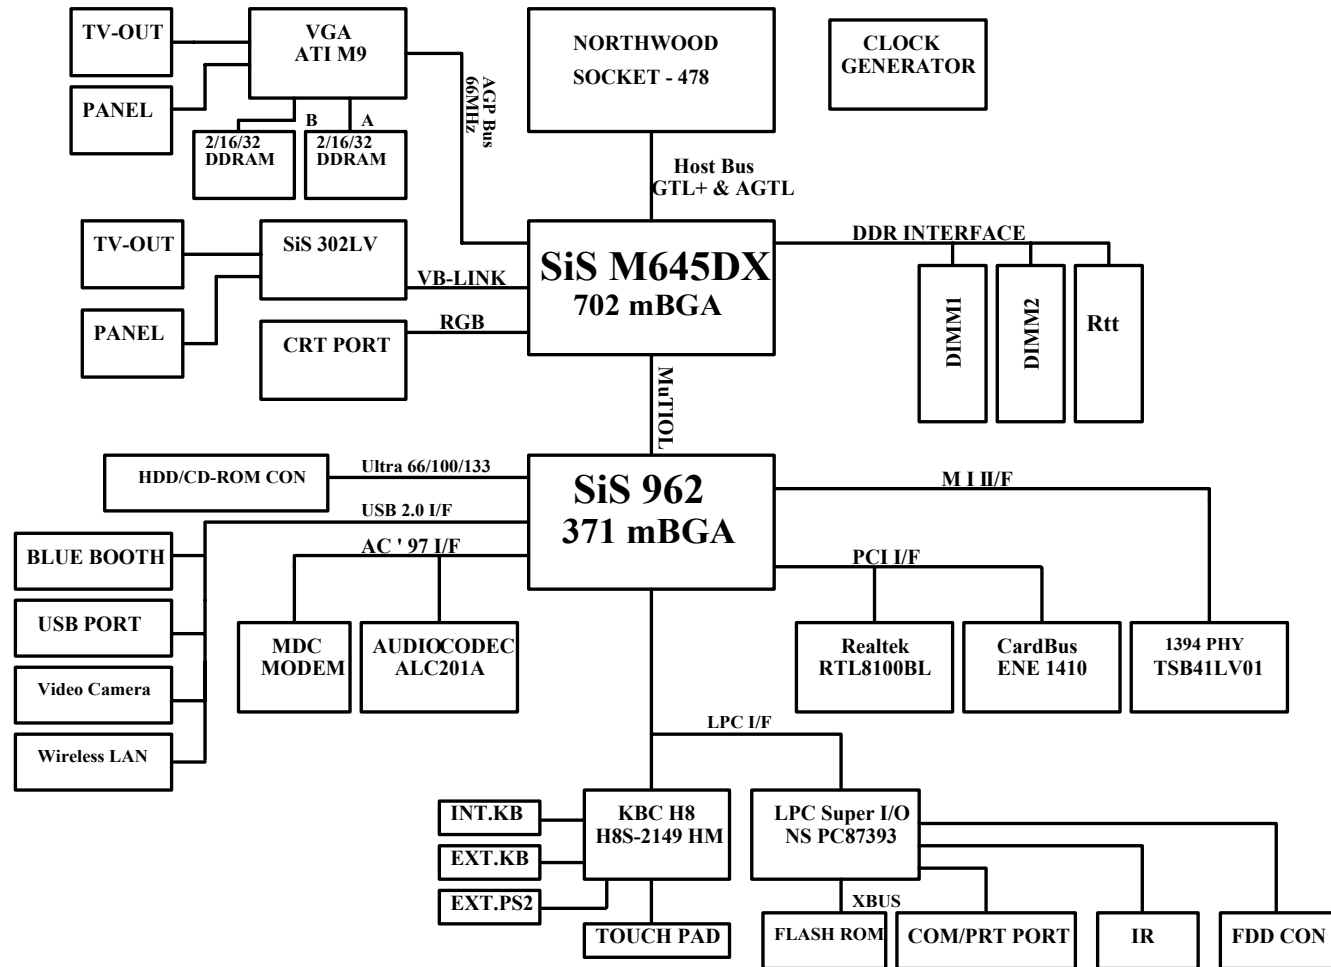 TV-OUT
VGA
ATI M9
PANEL
B
A
2/16/32
DDRAM
2/16/32
DDRAM
AGP Bus
66MHz
NORTHWOOD
SOCKET - 478
CLOCK
GENERATOR
Host Bus
GTL+ & AGTL
TV-OUT
SiS 302LV
VB-LINK
PANEL
CRT PORT
RGB
SiS M645DX
702 mBGA
DDR INTERFACE
DIMM1
DIMM2
Rtt
MuTIOL
HDD/CD-ROM CON
Ultra 66/100/133
USB 2.0 I/F
AC ' 97 I/F
SiS 962
371 mBGA
M I II/F
PCI I/F
BLUE BOOTH
USB PORT
Video Camera
Wireless LAN
MDC
MODEM
AUDIOCODEC
ALC201A
Realtek
RTL8100BL
CardBus
ENE 1410
1394 PHY
TSB41LV01
LPC I/F
INT.KB
EXT.KB
EXT.PS2
KBC H8
H8S-2149 HM
TOUCH PAD
LPC Super I/O
NS PC87393
XBUS
FLASH ROM
COM/PRT PORT
IR
FDD CON